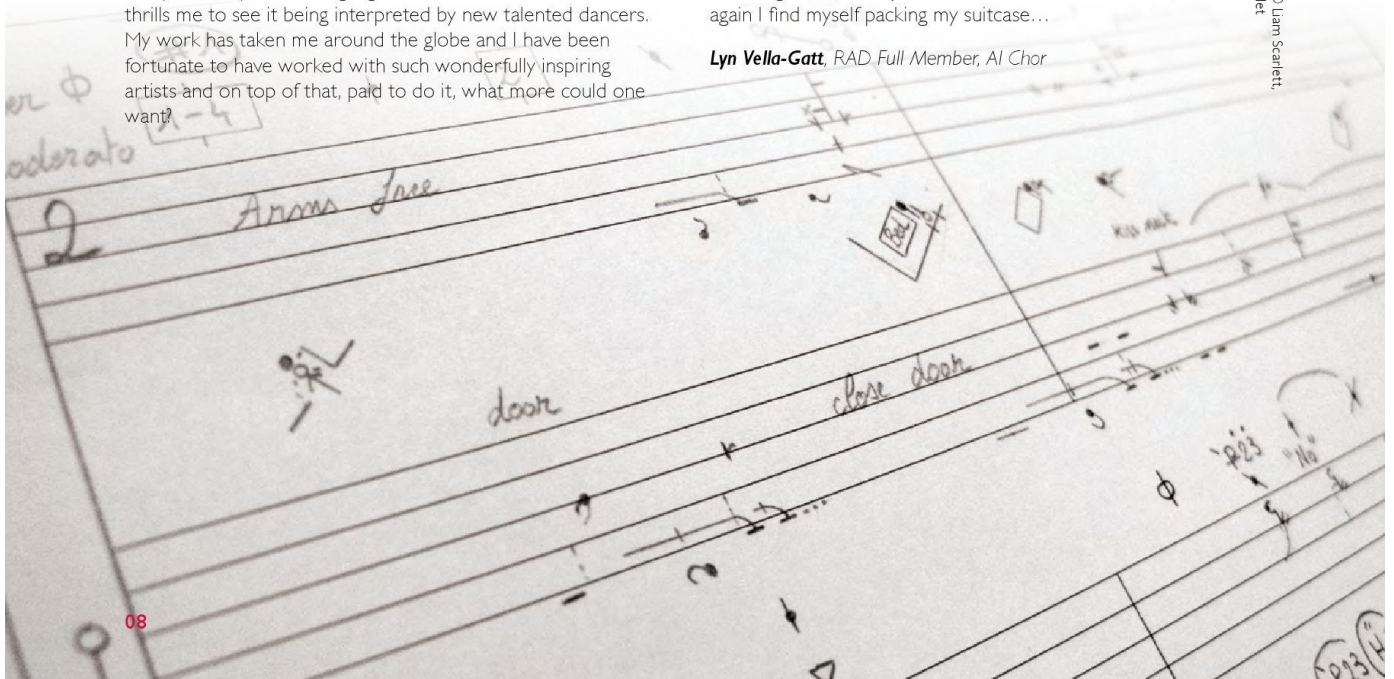 thrills me to see it being interpreted by new talented dancers.
My work has taken me around the globe and I have been
fortunate to have worked with such wonderfully inspiring
artists and on top of that, paid to do it, what more could one
want?
again I find myself packing my suitcase…
Lyn Vella-Gatt, RAD Full Member, AI Chor
© Liam Scarlett,
2
Arms free
Bed
door
close door
R23
"No"
08